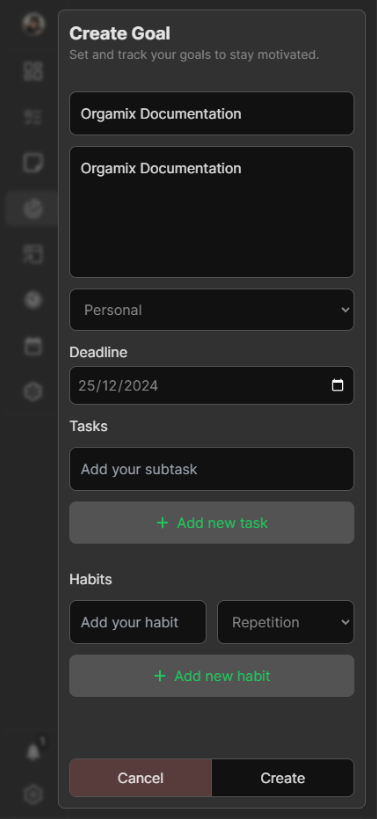 Create Goal
Set and track your goals to stay motivated.
Orgamix Documentation
Orgamix Documentation
Personal
Deadline
25/12/2024
Tasks
Add your subtask
+ Add new task
Habits
Add your habit Repetition
+ Add new habit
Cancel Create